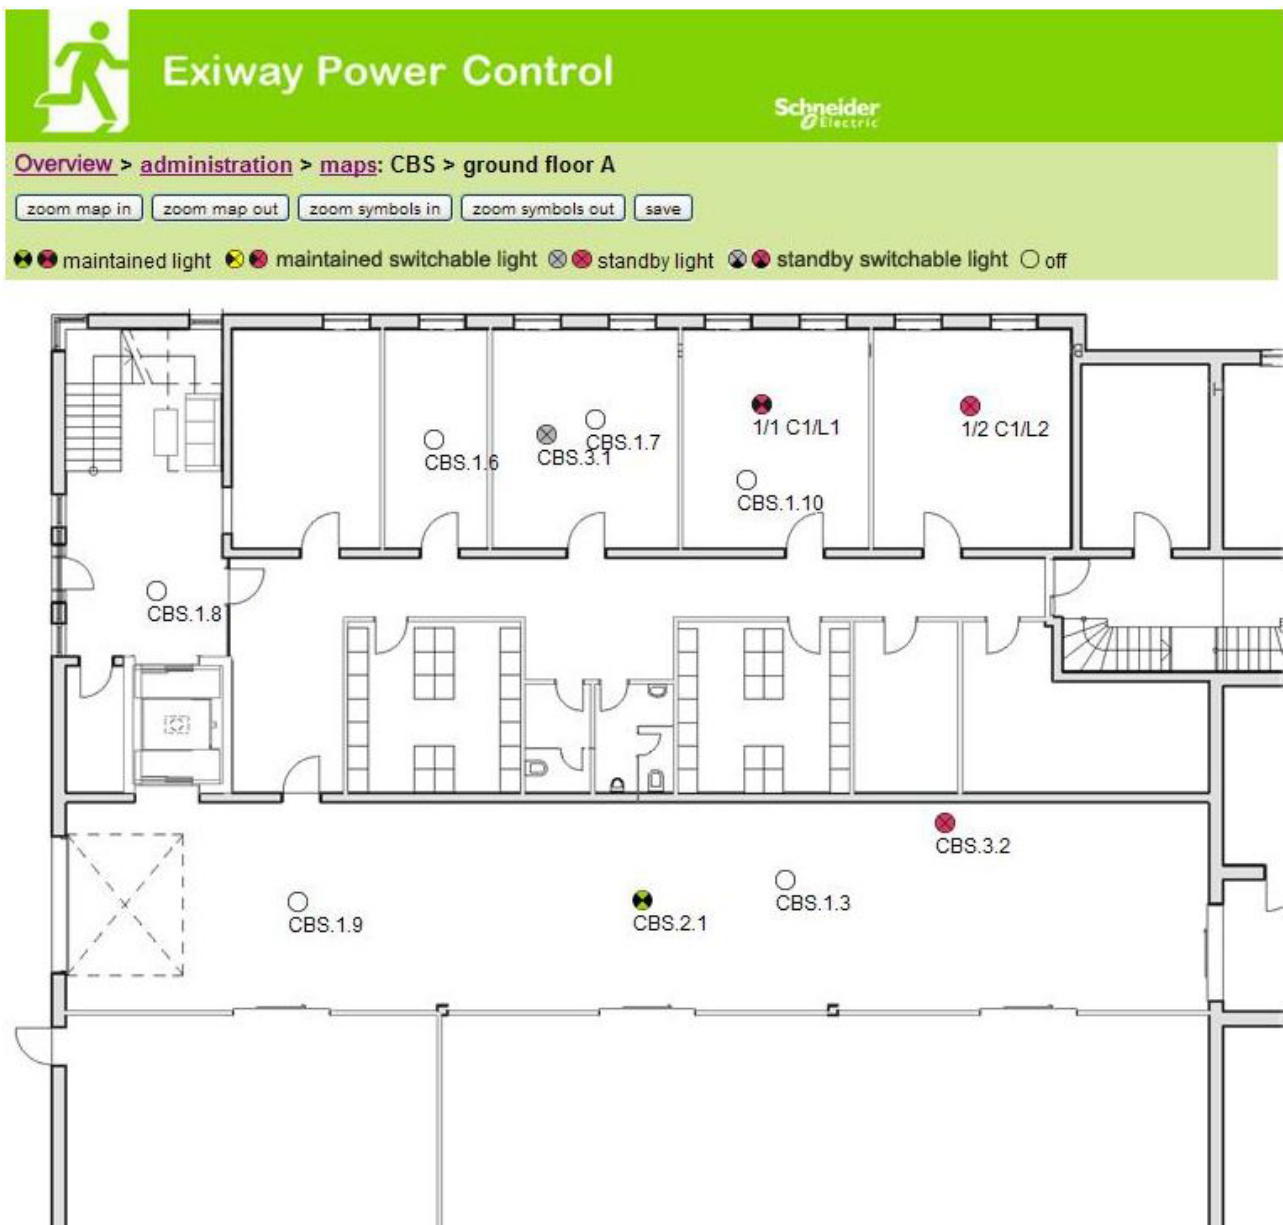 Exiway Power Control
Schneider
Electric
Overview > administration > maps: CBS > ground floor A
zoom map in zoom map out zoom symbols in zoom symbols out save
maintained light maintained switchable light standby light standby switchable light off
1/1 C1/L1
1/2 C1/L2
CBS.1.7
CBS.1.6
CBS.3.1
CBS.1.10
CBS.1.8
CBS.3.2
CBS.1.3
CBS.1.9
CBS.2.1